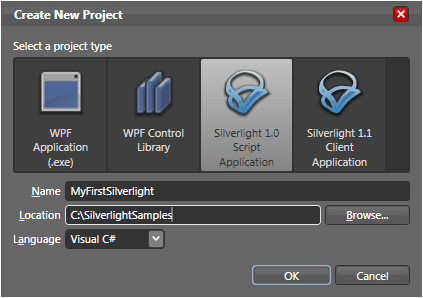 Create New Project
Select a project type
WPF
Application
(.exe)
WPF Control
Library
Silverlight 1.0
Script
Application
Silverlight 1.1
Client
Application
Name MyFirstSilverlight
Location C:\SilverlightSamples Browse...
Language Visual C#
OK Cancel